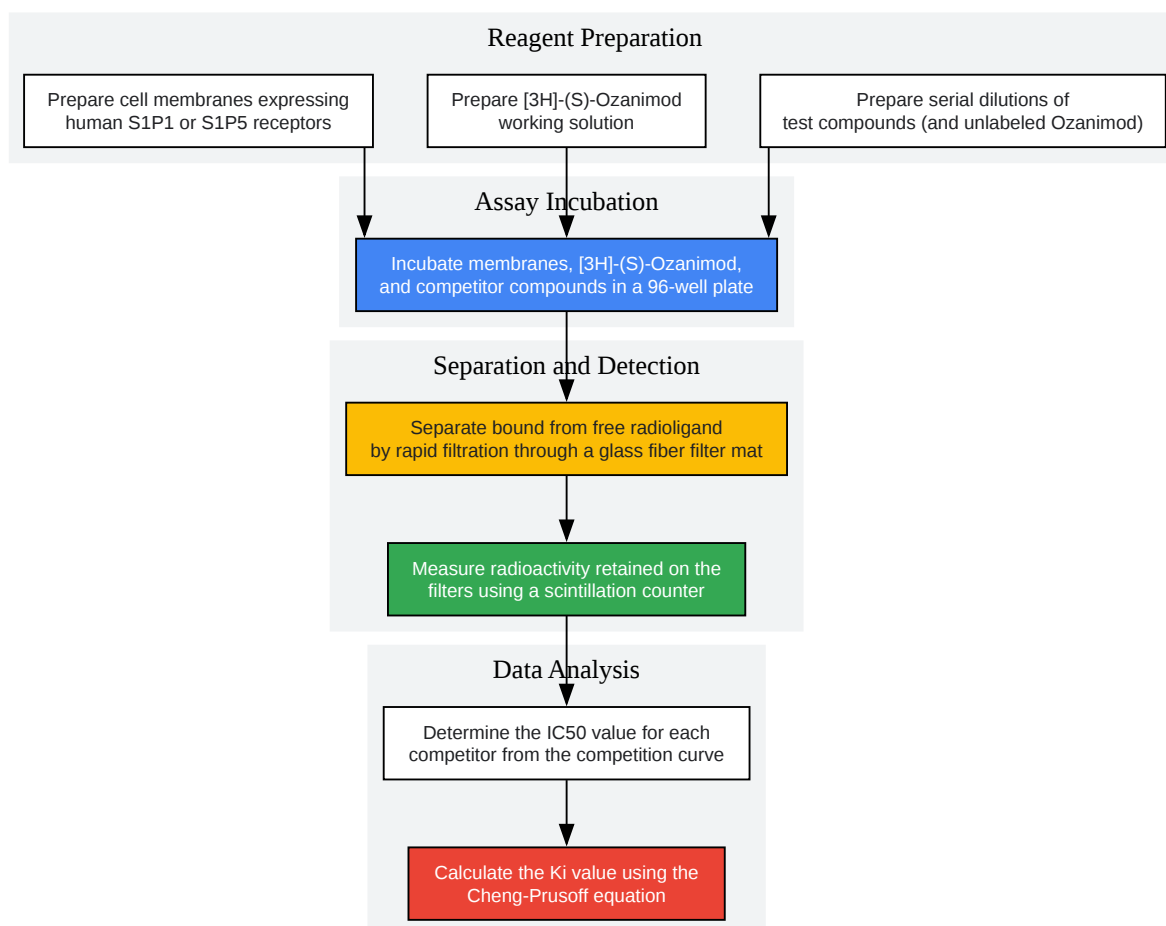 Reagent Preparation
Prepare cell membranes expressing
human S1P1 or S1P5 receptors
Prepare [3H]-(S)-Ozanimod
working solution
Prepare serial dilutions of
test compounds (and unlabeled Ozanimod)
Assay Incubation
Incubate membranes, [3H]-(S)-Ozanimod,
and competitor compounds in a 96-well plate
Separation and Detection
Separate bound from free radioligand
by rapid filtration through a glass fiber filter mat
Measure radioactivity retained on the
filters using a scintillation counter
Data Analysis
Determine the IC50 value for each
competitor from the competition curve
Calculate the Ki value using the
Cheng-Prusoff equation